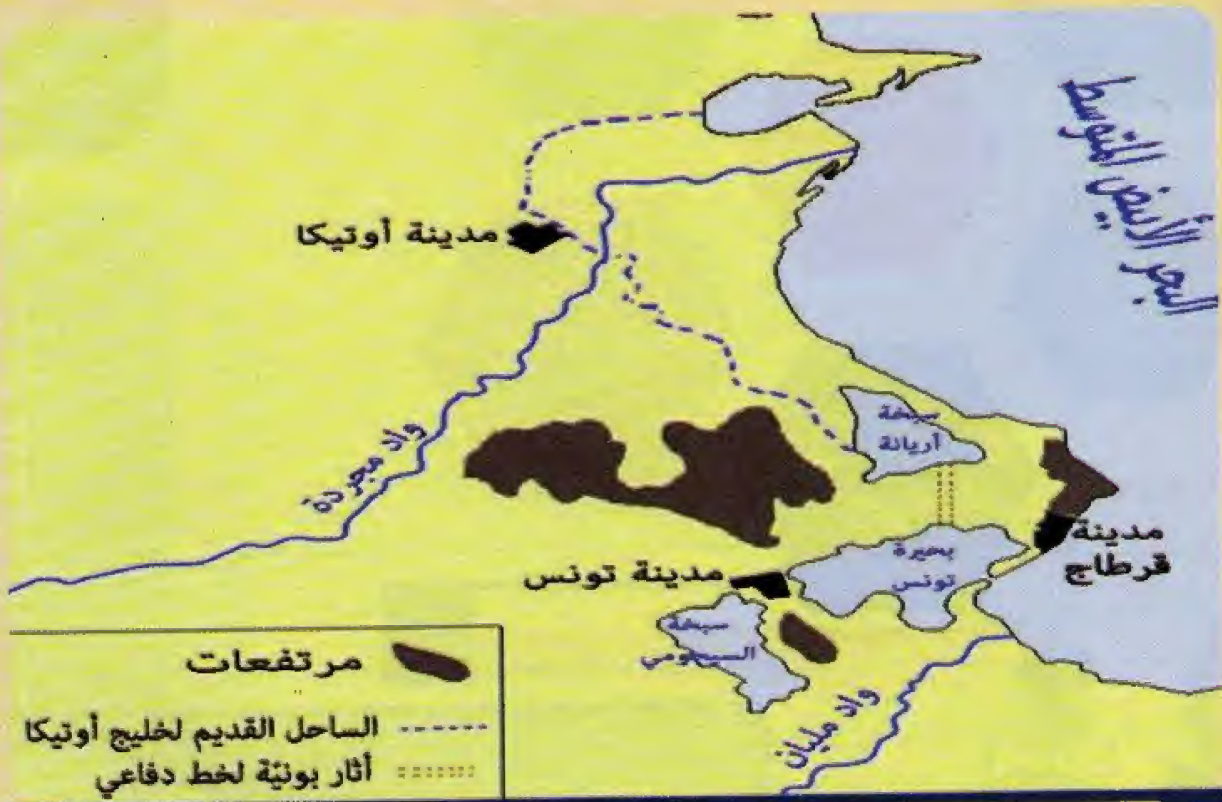 البحر الأبيض المتوسط
مدينة أوتيكا
واد مجردة
سبخة
أريانة
مدينة
قرطاج
بحيرة
تونس
مدينة تونس
سبخة
السيجومي
واد مليان
مرتفعات
الساحل القديم لخليج أوتيكا
أثار بونيّة لخط دفاعي